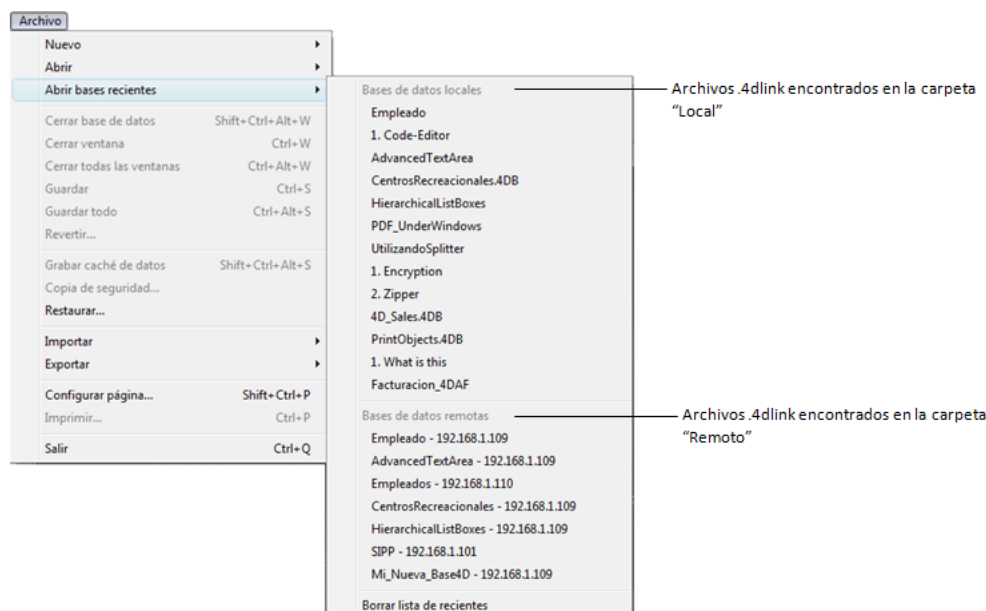 Archivo
Nuevo
Abrir
Abrir bases recientes
Cerrar base de datos Shift+Ctrl+Alt+W
Cerrar ventana Ctrl+W
Cerrar todas las ventanas Ctrl+Alt+W
Guardar Ctrl+S
Guardar todo Ctrl+Alt+S
Revertir...
Grabar caché de datos Shift+Ctrl+Alt+S
Copia de seguridad...
Restaurar...
Importar
Exportar
Configurar página... Shift+Ctrl+P
Imprimir... Ctrl+P
Salir Ctrl+Q
Bases de datos locales
Empleado
1. Code-Editor
AdvancedTextArea
CentrosRecreacionales.4DB
HierarchicalListBoxes
PDF_UnderWindows
UtilizandoSplitter
1. Encryption
2. Zipper
4D_Sales.4DB
PrintObjects.4DB
1. What is this
Facturacion_4DAF
Bases de datos remotas
Empleado - 192.168.1.109
AdvancedTextArea - 192.168.1.109
Empleados - 192.168.1.110
CentrosRecreacionales - 192.168.1.109
HierarchicalListBoxes - 192.168.1.109
SIPP - 192.168.1.101
Mi_Nueva_Base4D - 192.168.1.109
Borrar lista de recientes
Archivos .4dlink encontrados en la carpeta
“Local”
Archivos .4dlink encontrados en la carpeta
“Remoto”